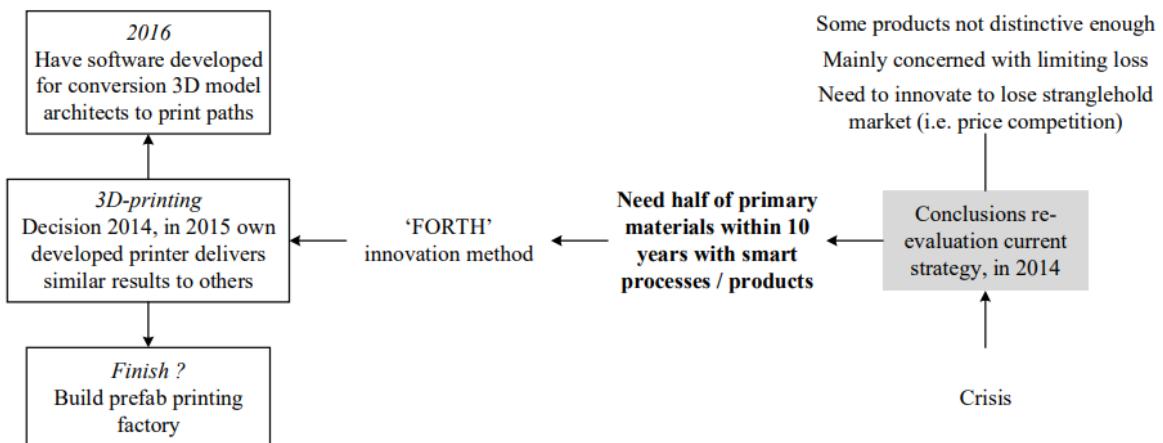 2016
Have software developed
for conversion 3D model
architects to print paths
3D-printing
Decision 2014, in 2015 own
developed printer delivers
similar results to others
Finish ?
Build prefab printing
factory
'FORTH'
innovation method
Need half of primary
materials within 10
years with smart
processes / products
Some products not distinctive enough
Mainly concerned with limiting loss
Need to innovate to lose stranglehold
market (i.e. price competition)
Conclusions re-
evaluation current
strategy, in 2014
Crisis